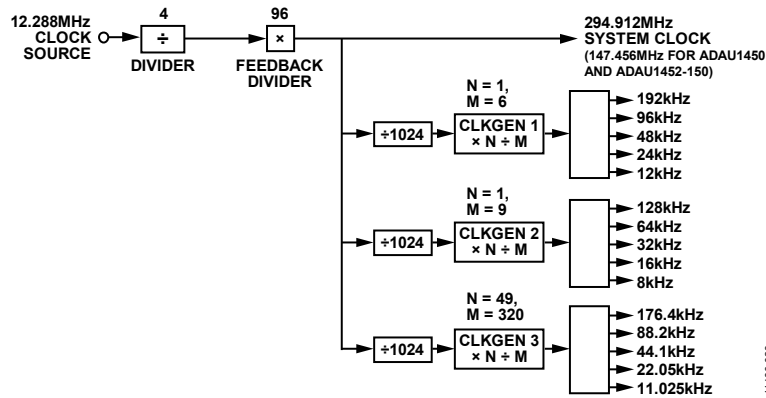 12.288MHz
CLOCK
SOURCE
4
÷
DIVIDER
96
×
FEEDBACK
DIVIDER
294.912MHz
SYSTEM CLOCK
(147.456MHz FOR ADAU1450
AND ADAU1452-150)
N = 1,
M = 6
÷1024
CLKGEN 1
× N ÷ M
192kHz
96kHz
48kHz
24kHz
12kHz
N = 1,
M = 9
÷1024
CLKGEN 2
× N ÷ M
128kHz
64kHz
32kHz
16kHz
8kHz
N = 49,
M = 320
÷1024
CLKGEN 3
× N ÷ M
176.4kHz
88.2kHz
44.1kHz
22.05kHz
11.025kHz